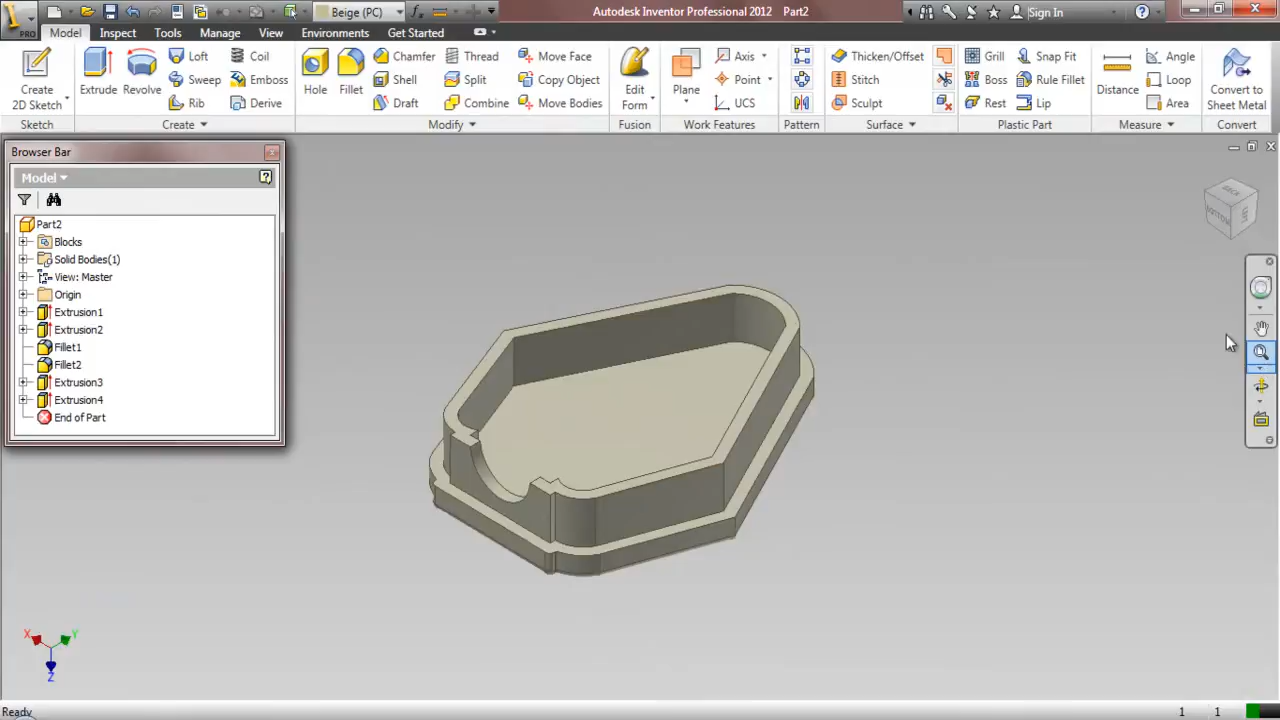 Beige (PC)
Autodesk Inventor Professional 2012 Part2
Sign In
PRO
Model Inspect Tools Manage View Environments Get Started
Create 2D Sketch
Sketch
Extrude Revolve Loft Coil
Sweep Emboss
Rib Derive
Create
Hole Fillet Chamfer Thread Move Face
Shell Split Copy Object
Draft Combine Move Bodies
Modify
Edit Form
Fusion
Plane Axis
Point
UCS
Work Features
Pattern
Thicken/Offset
Stitch
Sculpt
Surface
Grill Snap Fit
Boss Rule Fillet
Rest Lip
Plastic Part
Distance Angle
Loop
Area
Measure
Convert to Sheet Metal
Convert
Browser Bar
Model
Part2
Blocks
Solid Bodies(1)
View: Master
Origin
Extrusion1
Extrusion2
Fillet1
Fillet2
Extrusion3
Extrusion4
End of Part
X Y
Z
Ready
1 1